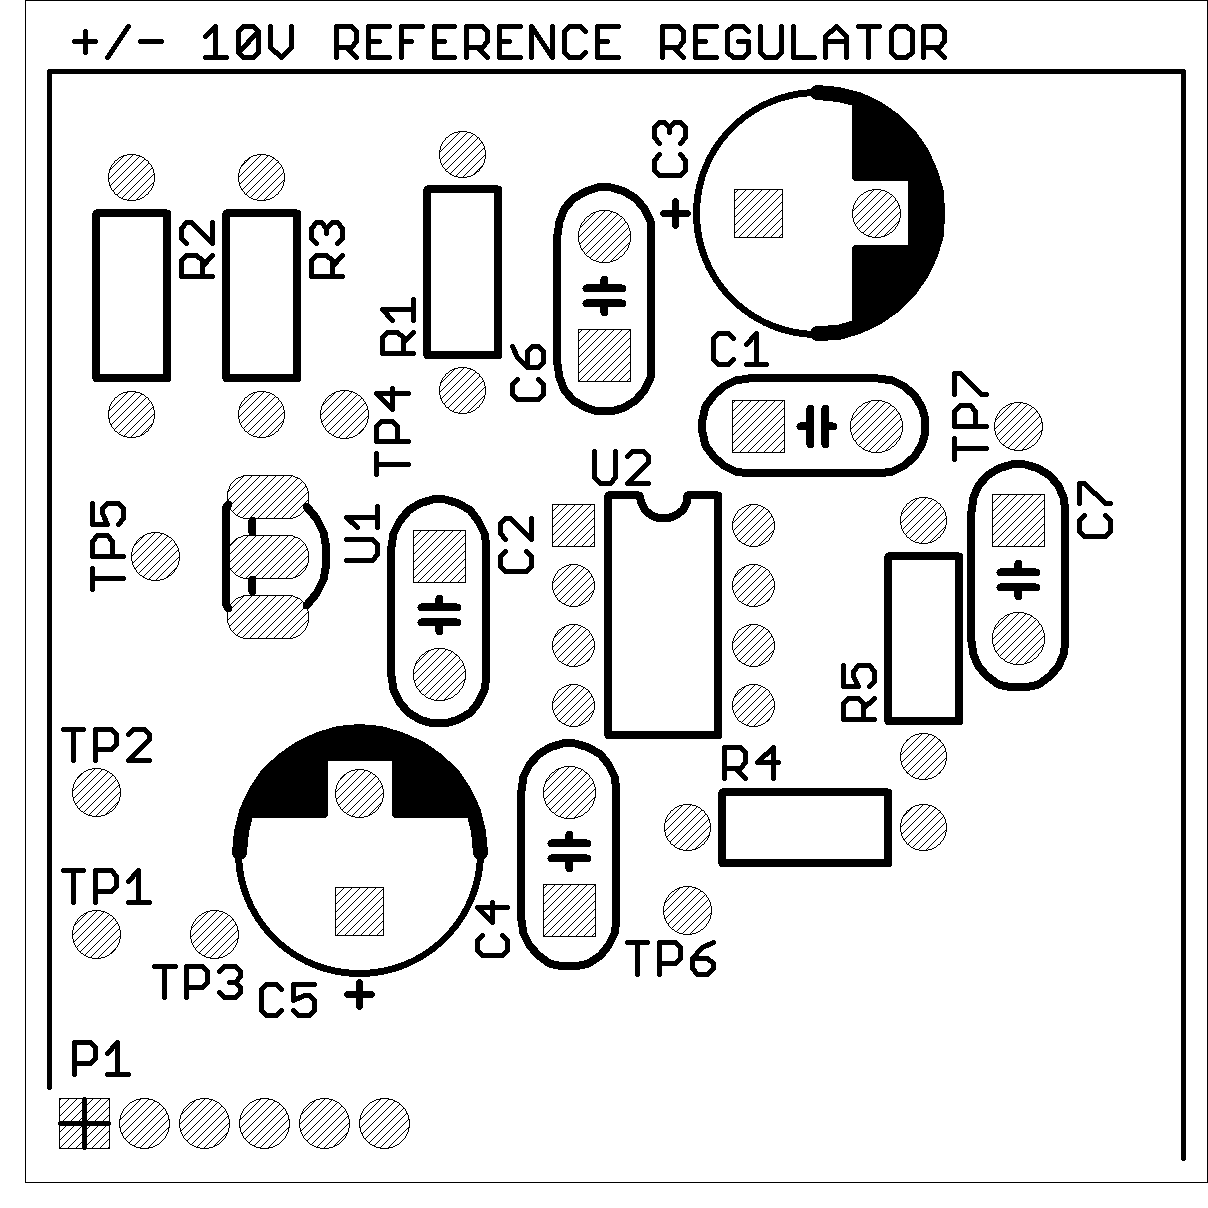 +/- 10V REFERENCE REGULATOR
C3
+
R2
R3
R1
C6
C1
TP4
TP7
U2
TP5
U1
C2
C7
R5
TP2
R4
TP1
C4
TP6
TP3
C5
+
P1